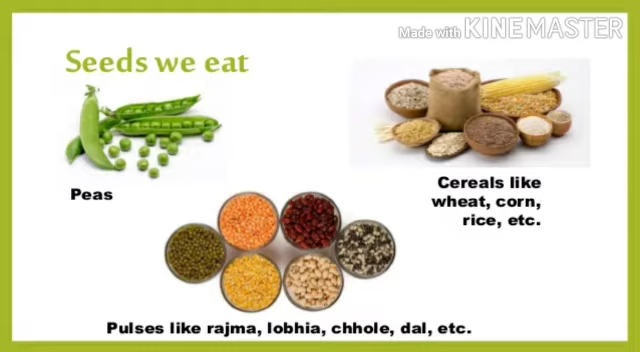 Made with KINEMASTER
Seeds we eat
Peas
Cereals like
wheat, corn,
rice, etc.
Pulses like rajma, lobhia, chhole, dal, etc.